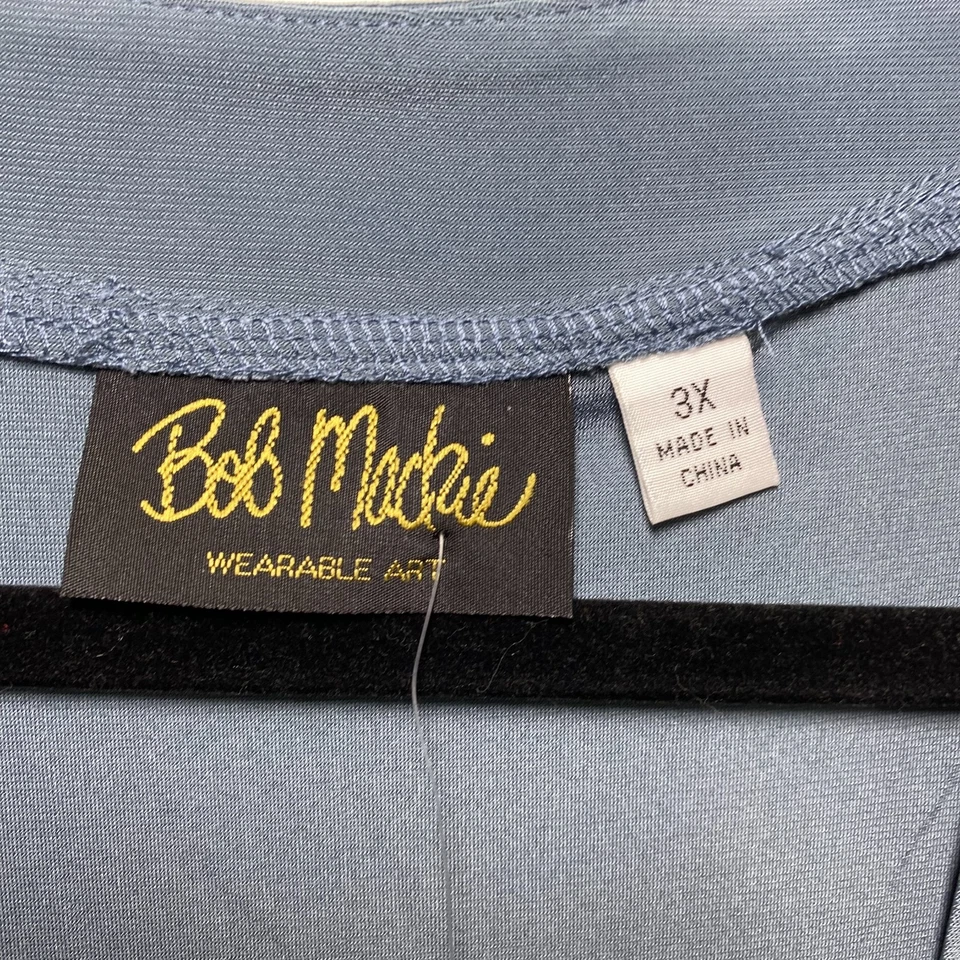 Bob Mackie
WEARABLE ART
3X
MADE IN
CHINA